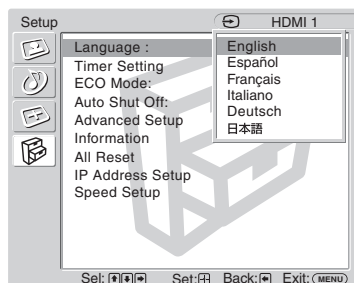 Setup HDMI 1
Language :
Timer Setting
ECO Mode:
Auto Shut Off:
Advanced Setup
Information
All Reset
IP Address Setup
Speed Setup
English
Español
Français
Italiano
Deutsch
日本語
Sel: Set: Back: Exit: MENU